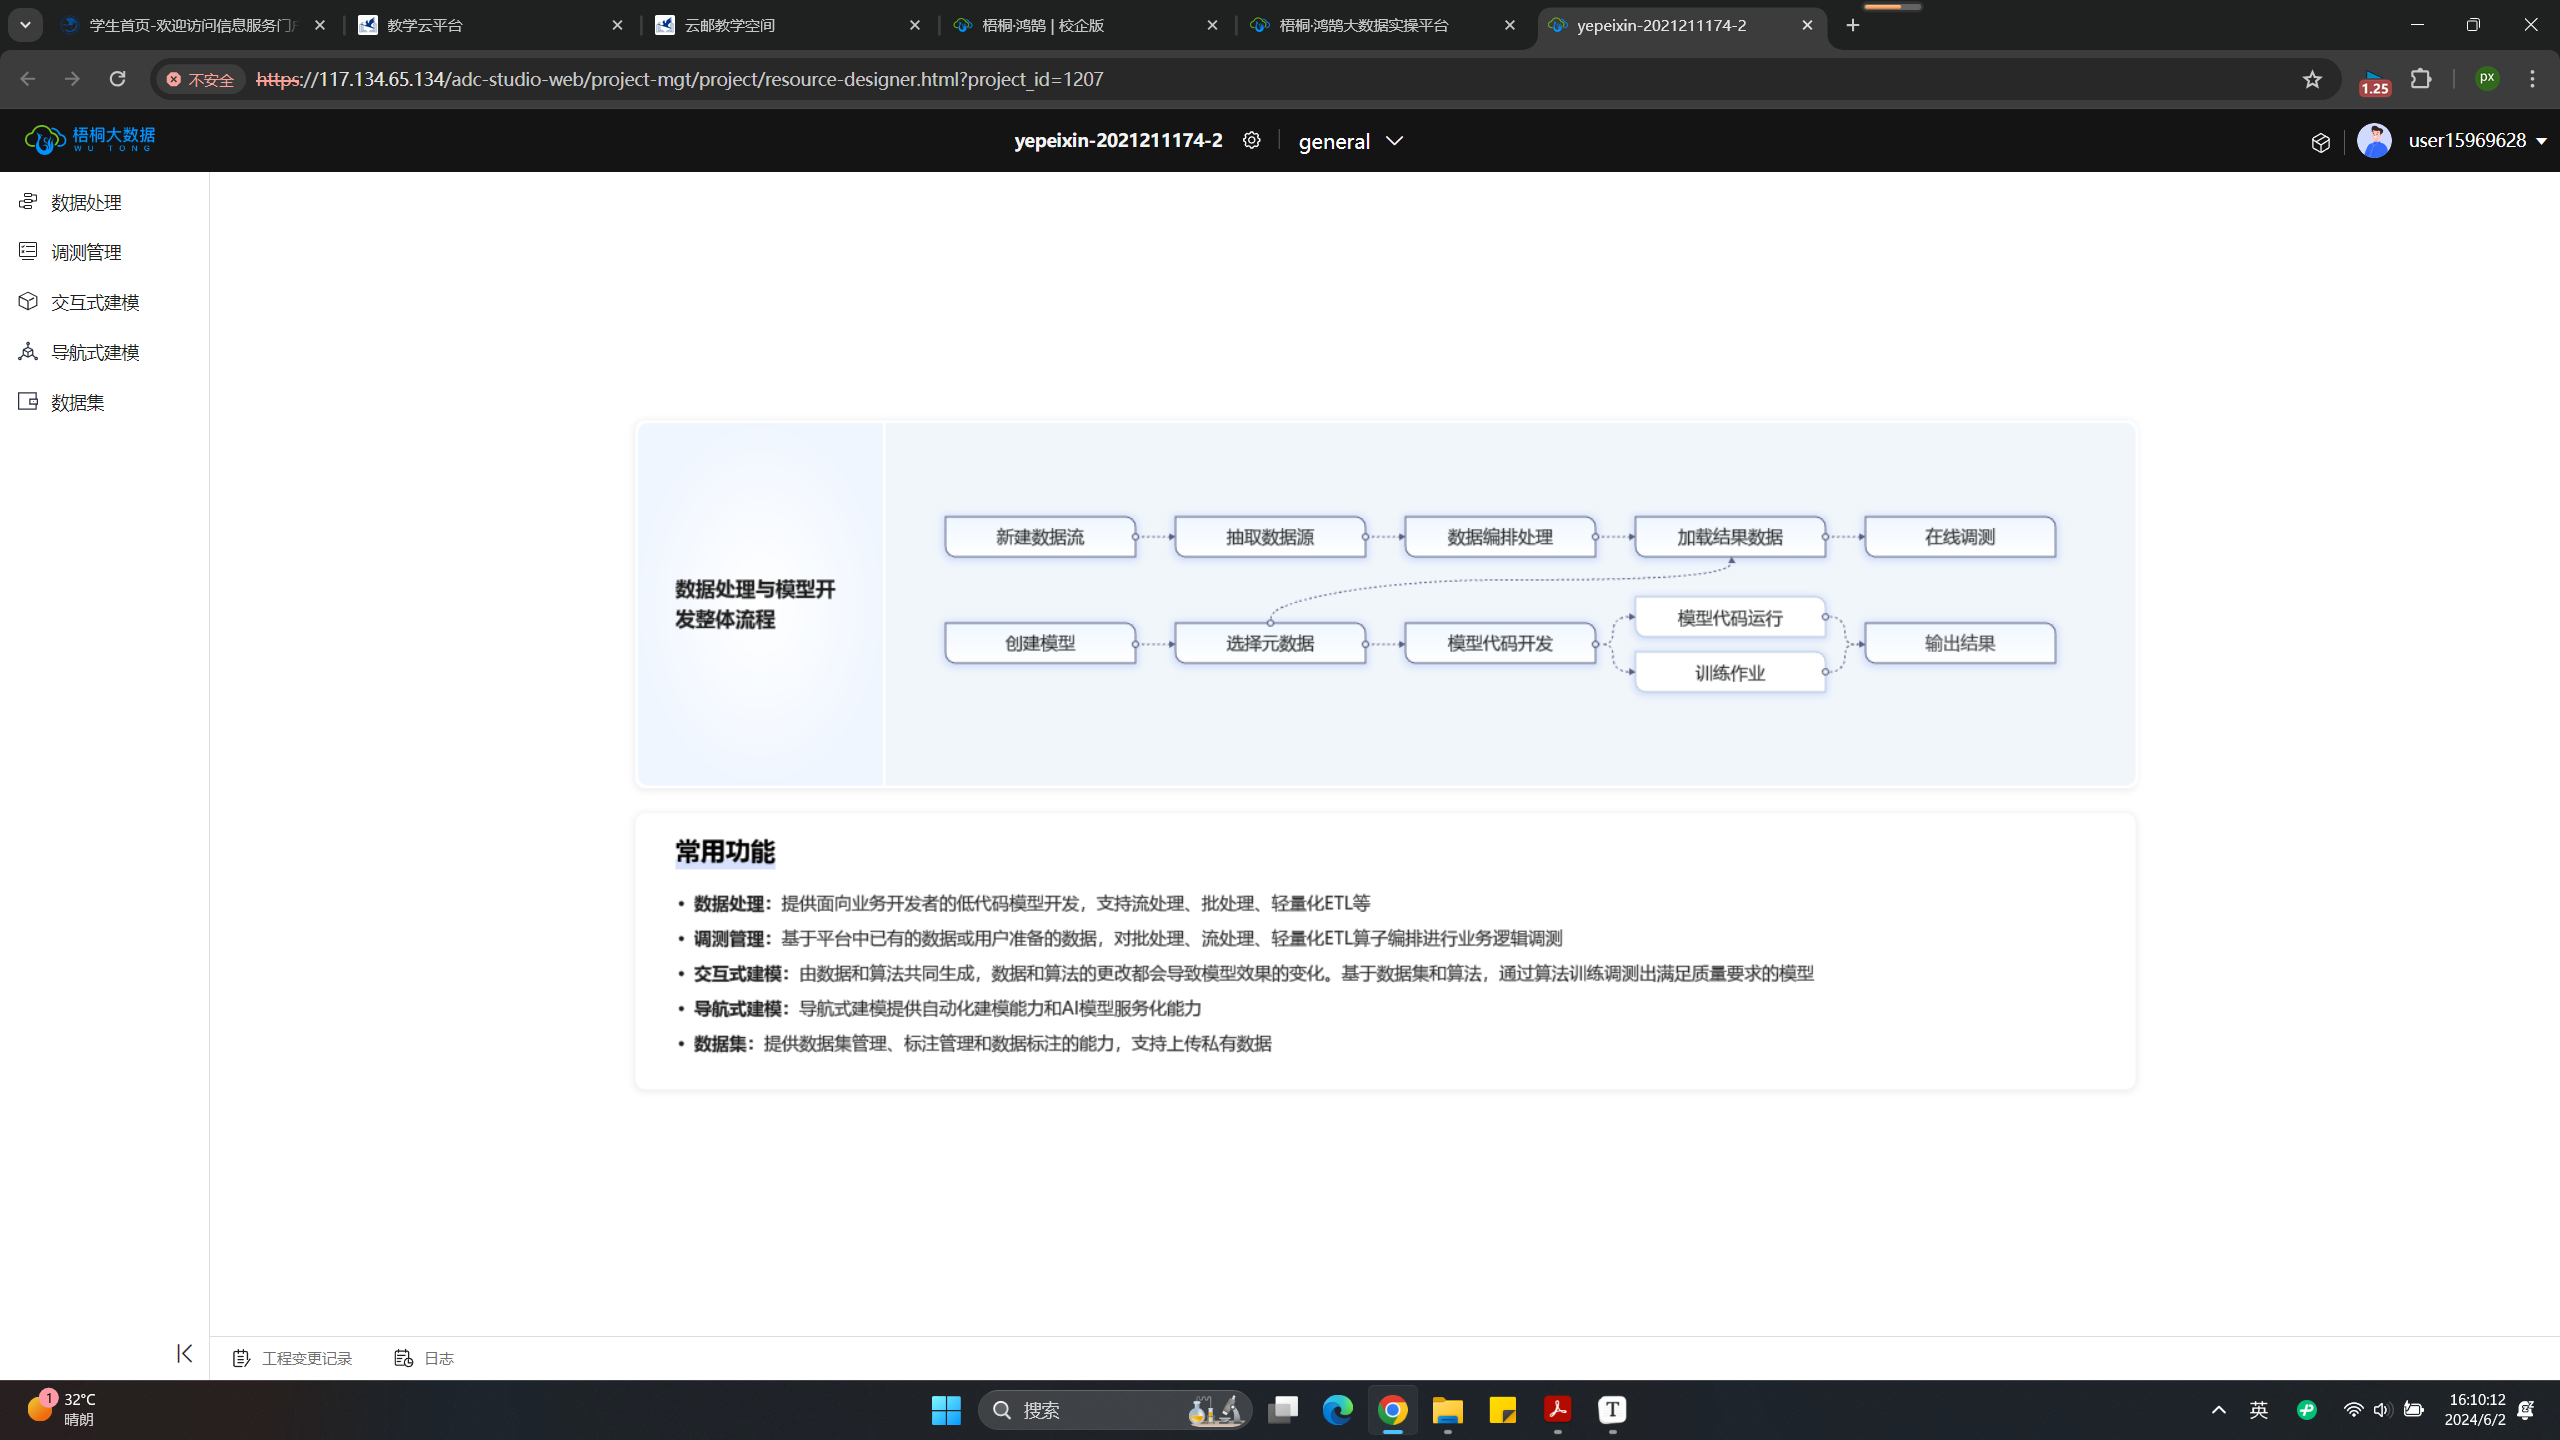 学生首页-欢迎访问信息服务门户
教学云平台
云邮教学空间
梧桐·鸿鹄 | 校企版
梧桐·鸿鹄大数据实操平台
yepeixin-2021211174-2
不安全
https://117.134.65.134/adc-studio-web/project-mgt/project/resource-designer.html?project_id=1207
1.25
px
梧桐大数据
WU TONG
yepeixin-2021211174-2
general
user15969628
数据处理
调测管理
交互式建模
导航式建模
数据集
数据处理与模型开
发整体流程
新建数据流
抽取数据源
数据编排处理
加载结果数据
在线调测
创建模型
选择元数据
模型代码开发
模型代码运行
训练作业
输出结果
常用功能
• 数据处理：提供面向业务开发者的低代码模型开发，支持流处理、批处理、轻量化ETL等
• 调测管理：基于平台中已有的数据或用户准备的数据，对批处理、流处理、轻量化ETL算子编排进行业务逻辑调测
• 交互式建模：由数据和算法共同生成，数据和算法的更改都会导致模型效果的变化。基于数据集和算法，通过算法训练调测出满足质量要求的模型
• 导航式建模：导航式建模提供自动化建模能力和AI模型服务化能力
• 数据集：提供数据集管理、标注管理和数据标注的能力，支持上传私有数据
工程变更记录
日志
1
32°C
晴朗
搜索
T
英
16:10:12
2024/6/2